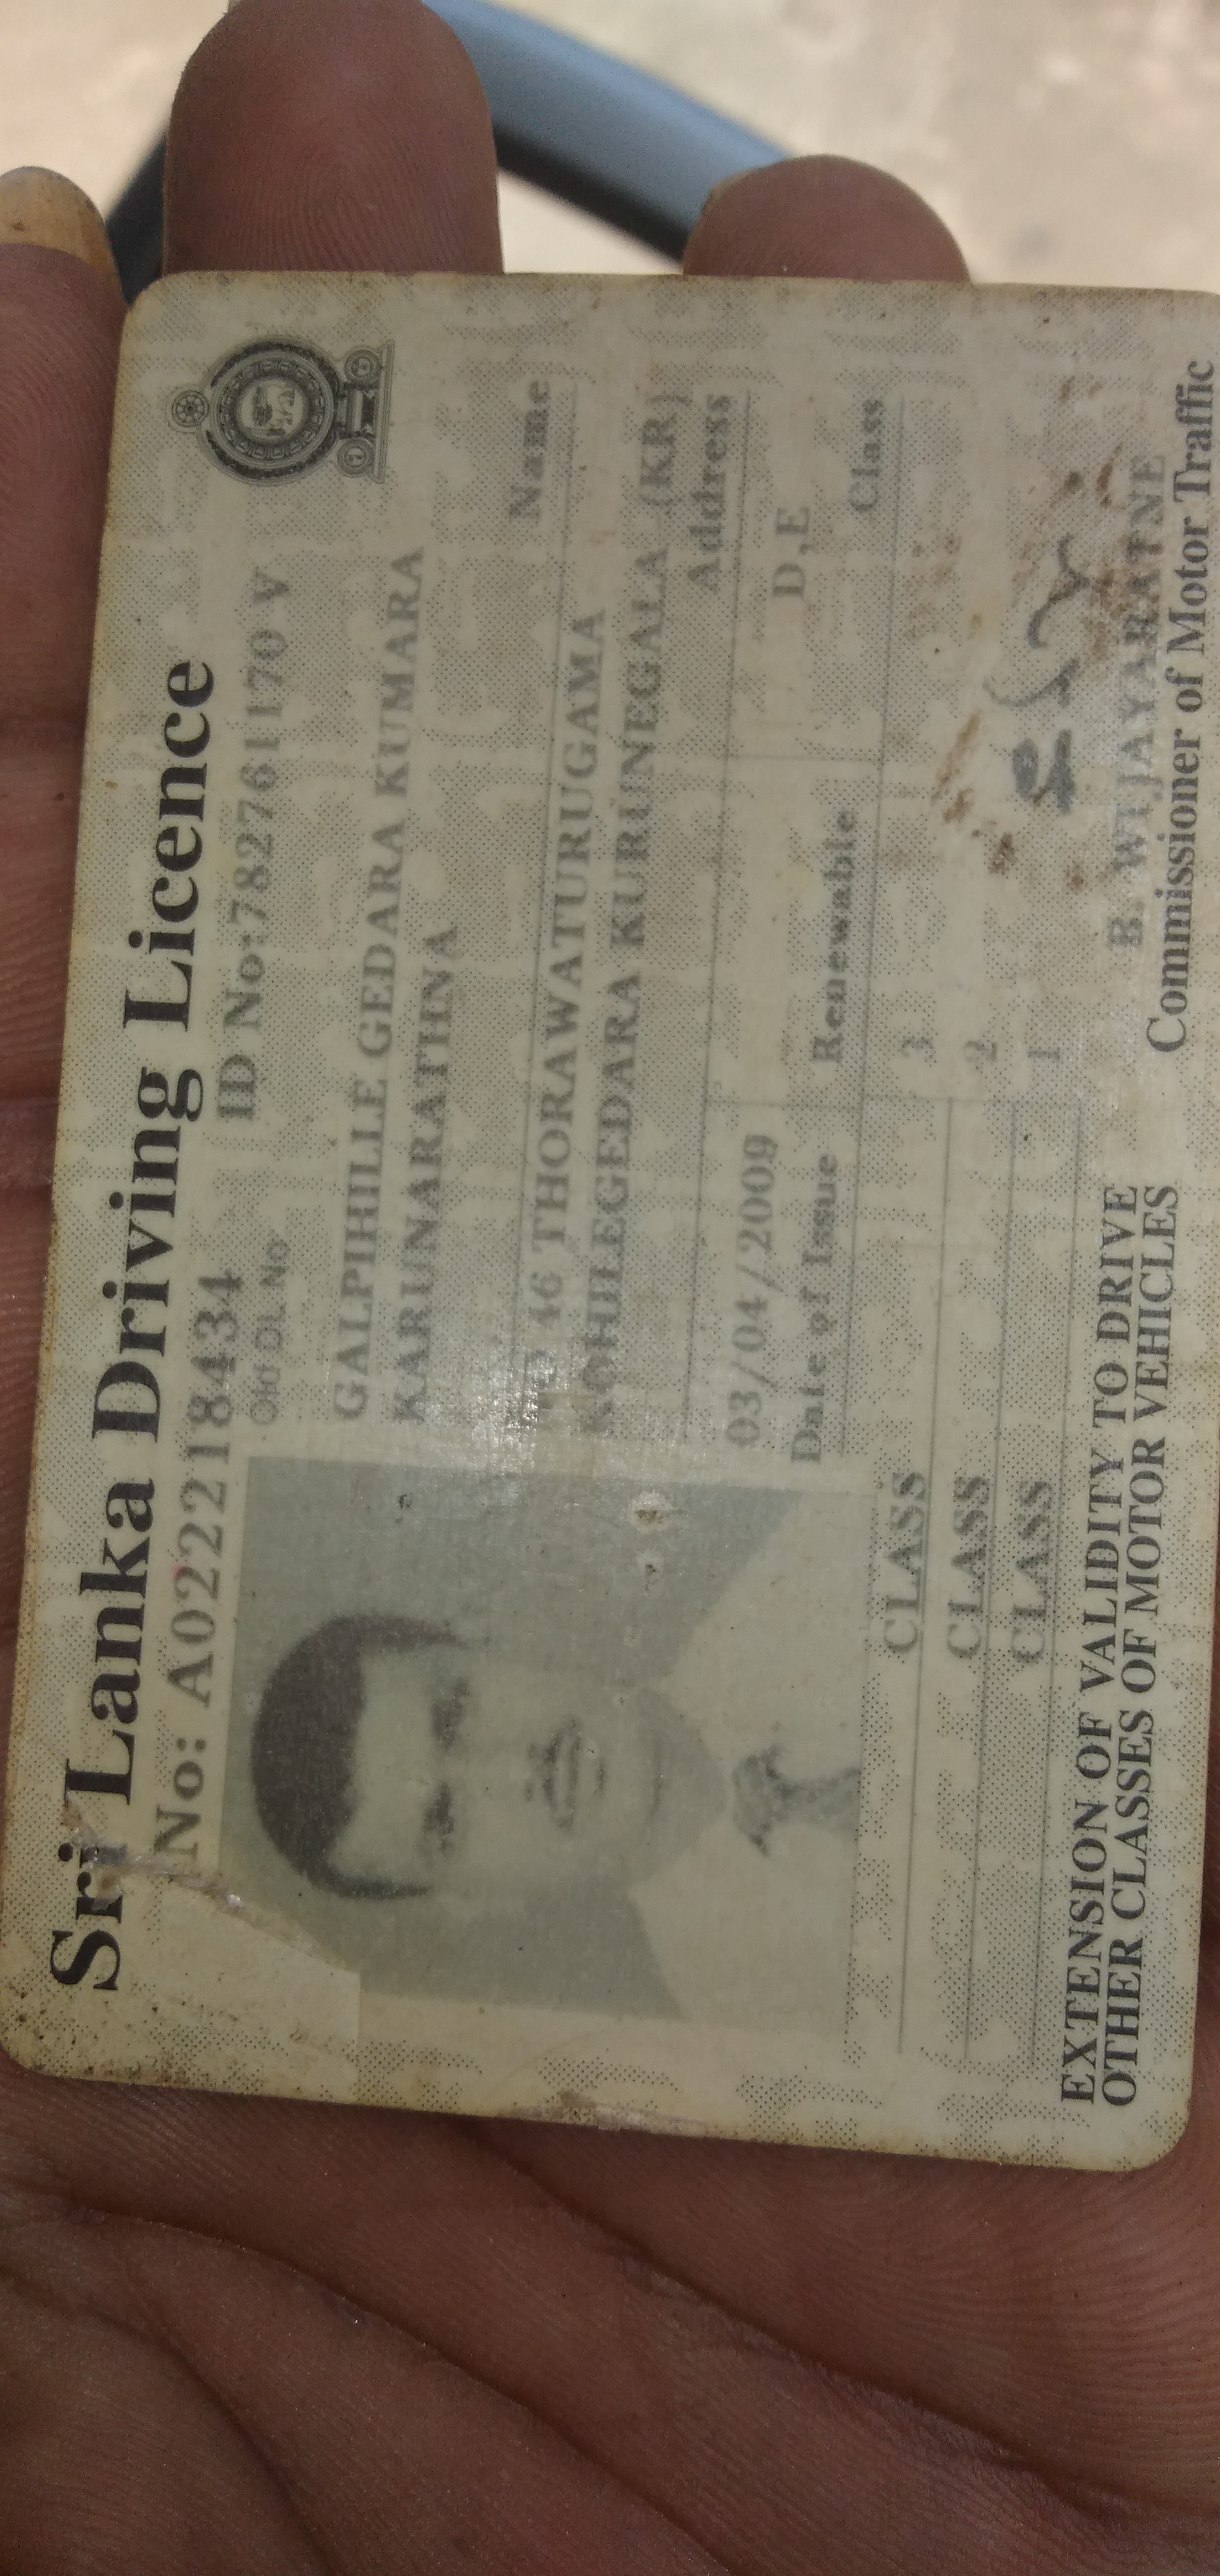 Sri Lanka Driving Licence
No: A02218434
ID No:782761170 V
Old DL No
GALPIHILLE GEDARA KUMARA
KARUNARATHNA
Name
46 THORAWATURUGAMA
KOHULEGEDARA KURUNEGALA (KR)
Address
03/04/2009
D,E
Date of Issue
Renewable
Class
CLASS
3
CLASS
2
CLASS
1
B. WIJAYARATNE
EXTENSION OF VALIDITY TO DRIVE
OTHER CLASSES OF MOTOR VEHICLES
Commissioner of Motor Traffic